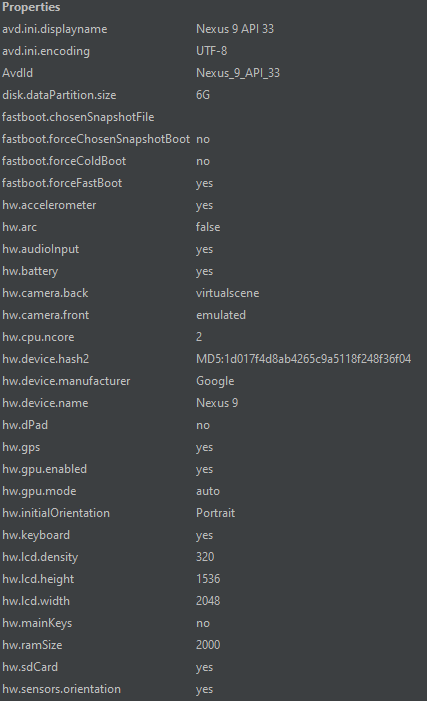 Properties
avd.ini.displayname Nexus 9 API 33
avd.ini.encoding UTF-8
AvdId Nexus_9_API_33
disk.dataPartition.size 6G
fastboot.chosenSnapshotFile
fastboot.forceChosenSnapshotBoot no
fastboot.forceColdBoot no
fastboot.forceFastBoot yes
hw.accelerometer yes
hw.arc false
hw.audioInput yes
hw.battery yes
hw.camera.back virtualscene
hw.camera.front emulated
hw.cpu.ncore 2
hw.device.hash2 MD5:1d017f4d8ab4265c9a5118f248f36f04
hw.device.manufacturer Google
hw.device.name Nexus 9
hw.dPad no
hw.gps yes
hw.gpu.enabled yes
hw.gpu.mode auto
hw.initialOrientation Portrait
hw.keyboard yes
hw.lcd.density 320
hw.lcd.height 1536
hw.lcd.width 2048
hw.mainKeys no
hw.ramSize 2000
hw.sdCard yes
hw.sensors.orientation yes